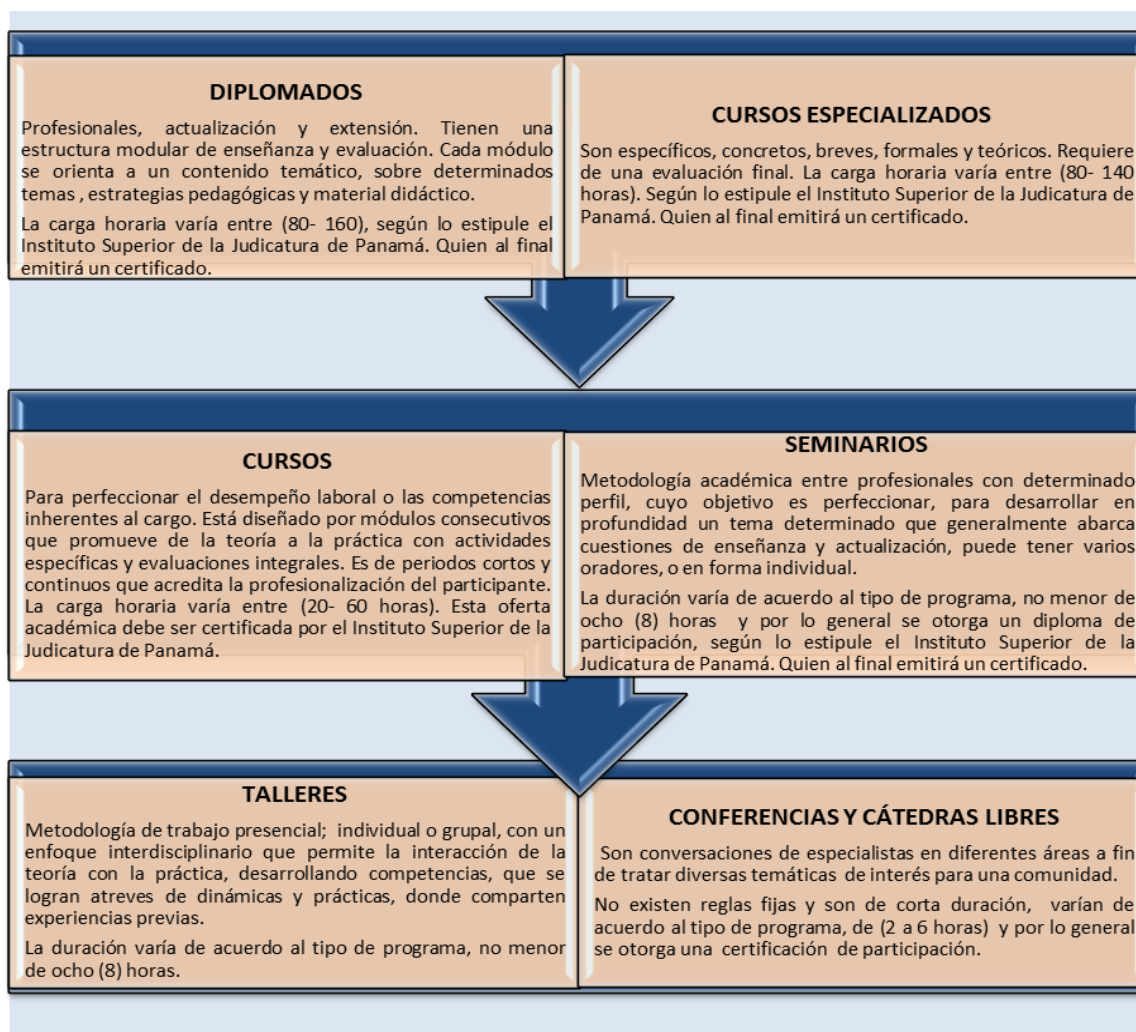 DIPLOMADOS
Profesionales, actualización y extensión. Tienen una
estructura modular de enseñanza y evaluación. Cada módulo
se orienta a un contenido temático, sobre determinados
temas , estrategias pedagógicas y material didáctico.
La carga horaria varía entre (80- 160), según lo estipule el
Instituto Superior de la Judicatura de Panamá. Quien al final
emitirá un certificado.
CURSOS ESPECIALIZADOS
Son específicos, concretos, breves, formales y teóricos. Requiere
de una evaluación final. La carga horaria varía entre (80- 140
horas). Según lo estipule el Instituto Superior de la Judicatura de
Panamá. Quien al final emitirá un certificado.
CURSOS
Para perfeccionar el desempeño laboral o las competencias
inherentes al cargo. Está diseñado por módulos consecutivos
que promueve de la teoría a la práctica con actividades
específicas y evaluaciones integrales. Es de periodos cortos y
continuos que acredita la profesionalización del participante.
La carga horaria varía entre (20- 60 horas). Esta oferta
académica debe ser certificada por el Instituto Superior de la
Judicatura de Panamá.
SEMINARIOS
Metodología académica entre profesionales con determinado
perfil, cuyo objetivo es perfeccionar, para desarrollar en
profundidad un tema determinado que generalmente abarca
cuestiones de enseñanza y actualización, puede tener varios
oradores, o en forma individual.
La duración varía de acuerdo al tipo de programa, no menor de
ocho (8) horas y por lo general se otorga un diploma de
participación, según lo estipule el Instituto Superior de la
Judicatura de Panamá. Quien al final emitirá un certificado.
TALLERES
Metodología de trabajo presencial; individual o grupal, con un
enfoque interdisciplinario que permite la interacción de la
teoría con la práctica, desarrollando competencias, que se
logran atreves de dinámicas y prácticas, donde comparten
experiencias previas.
La duración varía de acuerdo al tipo de programa, no menor
de ocho (8) horas.
CONFERENCIAS Y CÁTEDRAS LIBRES
Son conversaciones de especialistas en diferentes áreas a fin
de tratar diversas temáticas de interés para una comunidad.
No existen reglas fijas y son de corta duración, varían de
acuerdo al tipo de programa, de (2 a 6 horas) y por lo general
se otorga una certificación de participación.